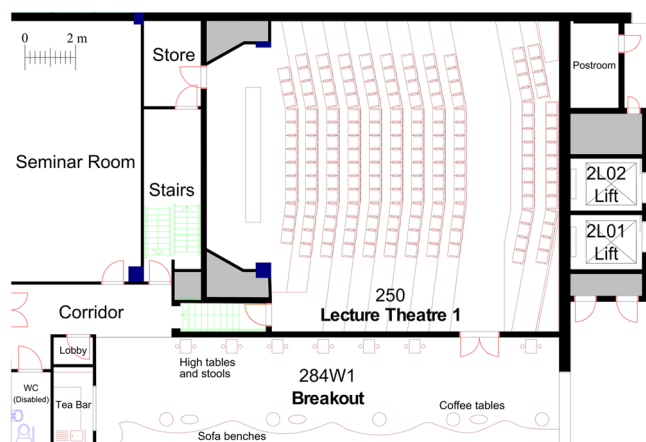 0
2 m
Store
Postroom
Seminar Room
Stairs
2L02
Lift
2L01
Lift
250
Lecture Theatre 1
Corridor
Lobby
High tables
and stools
284W1
Breakout
WC
(Disabled)
Tea Bar
Coffee tables
Sofa benches